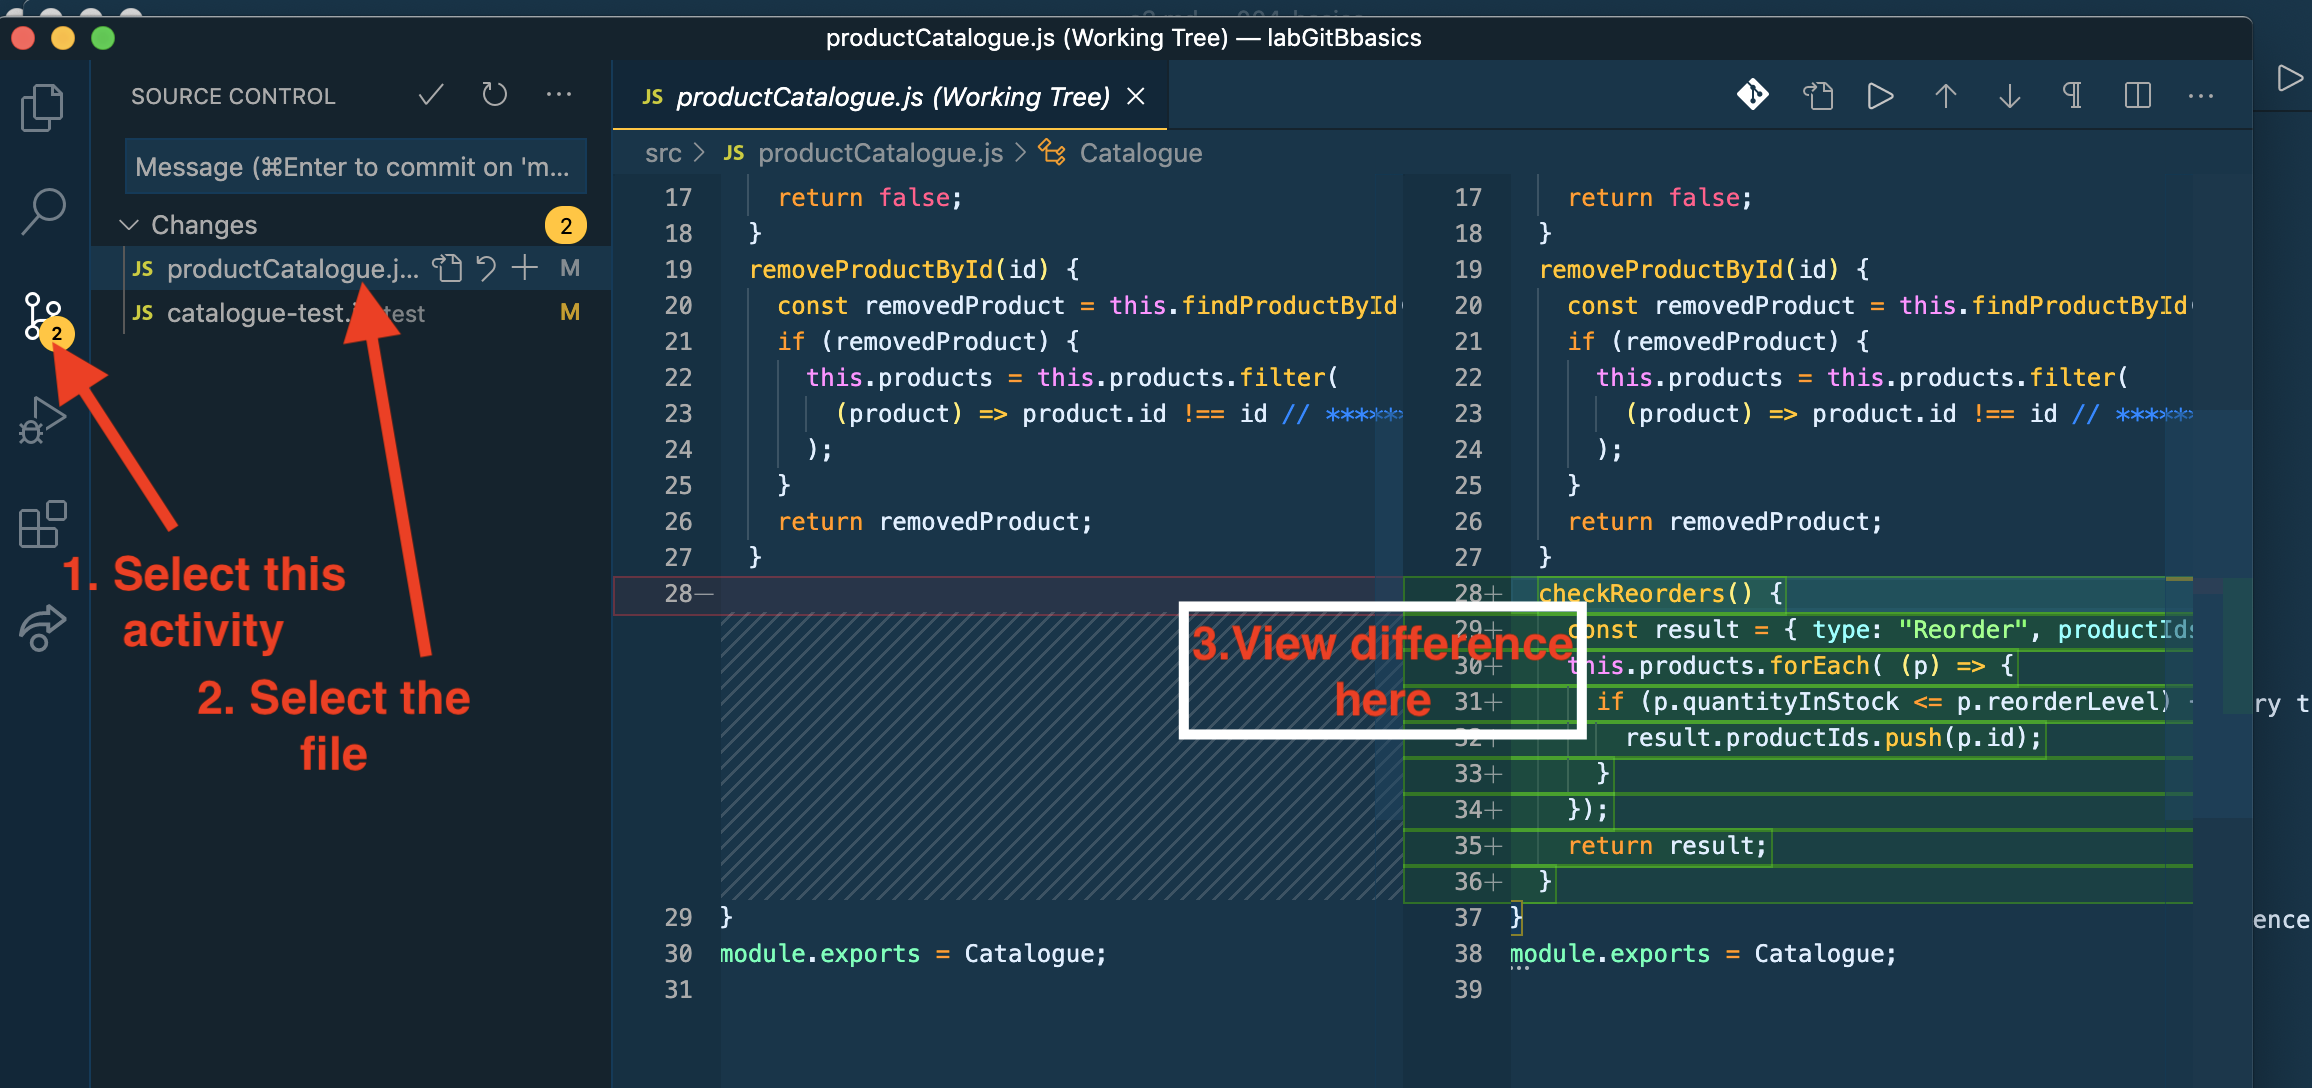 productCatalogue.js (Working Tree) — labGitBbasics
SOURCE CONTROL
Message (⌘Enter to commit on 'm...
Changes
2
JS productCatalogue.j... M
JS catalogue-test. test M
2
1. Select this
activity
2. Select the
file
JS productCatalogue.js (Working Tree)
src > JS productCatalogue.js > Catalogue
17 return false;
18 }
19 removeProductById(id) {
20 const removedProduct = this.findProductById
21 if (removedProduct) {
22 this.products = this.products.filter(
23 (product) => product.id !== id // ******
24 );
25 }
26 return removedProduct;
27 }
28—
29 }
30 module.exports = Catalogue;
31
17 return false;
18 }
19 removeProductById(id) {
20 const removedProduct = this.findProductById
21 if (removedProduct) {
22 this.products = this.products.filter(
23 (product) => product.id !== id // ******
24 );
25 }
26 return removedProduct;
27 }
28+ checkReorders() {
29+ const result = { type: "Reorder", productIds
30+ this.products.forEach( (p) => {
31+ if (p.quantityInStock <= p.reorderLevel)
32+ result.productIds.push(p.id);
33+ }
34+ });
35+ return result;
36+ }
37 }
38 module.exports = Catalogue;
39
3.View difference
here
ry t
ence